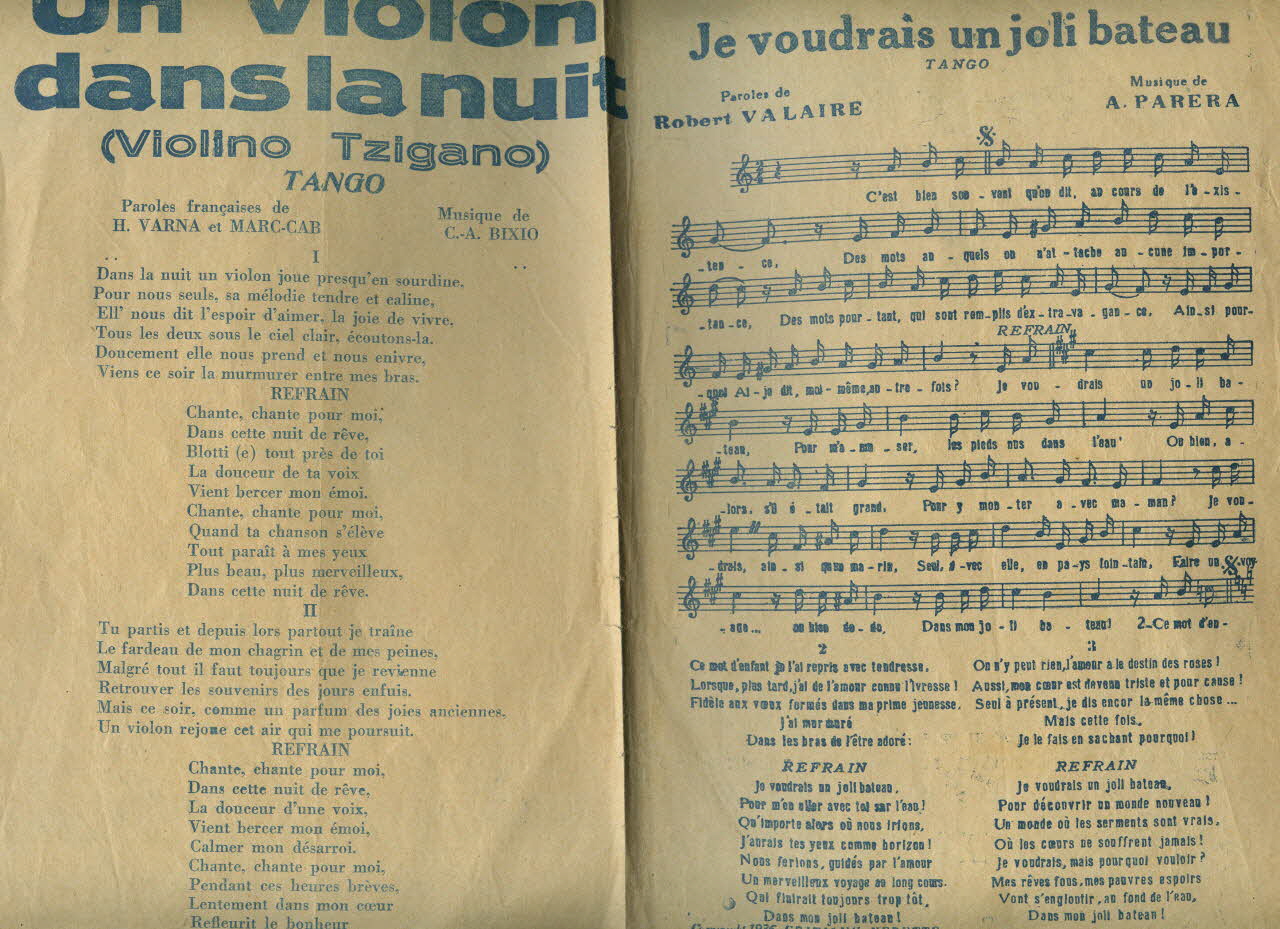 Un violon
dans la nuit
(Violino Tzigano)
TANGO
Paroles françaises de
H. VARNA et MARC-CAB
Musique de
C.-A. BIXIO
I
Dans la nuit un violon joue presqu'en sourdine,
Pour nous seuls, sa mélodie tendre et caline,
Ell' nous dit l'espoir d'aimer, la joie de vivre,
Tous les deux sous le ciel clair, écoutons-la.
Doucement elle nous prend et nous enivre,
Viens ce soir la murmurer entre mes bras.
REFRAIN
Chante, chante pour moi,
Dans cette nuit de rêve,
Blotti (e) tout près de toi
La douceur de ta voix
Vient bercer mon émoi.
Chante, chante pour moi,
Quand ta chanson s'élève
Tout paraît à mes yeux
Plus beau, plus merveilleux,
Dans cette nuit de rêve.
II
Tu partis et depuis lors partout je traîne
Le fardeau de mon chagrin et de mes peines,
Malgré tout il faut toujours que je revienne
Retrouver les souvenirs des jours enfuis.
Mais ce soir, comme un parfum des joies anciennes,
Un violon rejoue cet air qui me poursuit.
REFRAIN
Chante, chante pour moi,
Dans cette nuit de rêve,
La douceur d'une voix,
Vient bercer mon émoi,
Calmer mon désarroi.
Chante, chante pour moi,
Pendant ces heures brèves,
Lentement dans mon cœur
Refleurit le bonheur
Je voudrais un joli bateau
TANGO
Paroles de
Robert VALAIRE
Musique de
A. PARERA
C'est bien sou - vent qu'on dit, au cours de l'e-xis-
- ten - ce, Des mots au - quels on n'at - tache au - cune im - por -
- tan - ce, Des mots pour - tant, qui sont rem-plis d'ex - tra - va - gan - ce, Ain - si pour-
REFRAIN
- quoi Ai - je dit, moi - même, au - tre - fois? Je vou - drais un jo - li ba -
- teau, Pour m'a - mu - ser, les pieds nus dans l'eau' Ou bien, a -
- lors, s'il é - tait grand, Pour y mon - ter a - vec ma - man? Je vou -
- drais, ain - si qu'un ma - rin, Seul, a - vec elle, en pa - ys loin - tain, Faire un voy-
- age... ou bien do - do, Dans mon jo - li ba - teau! 2-Ce mot d'en-
2
Ce mot d'enfant je l'ai repris avec tendresse,
Lorsque, plus tard, j'ai de l'amour connu l'ivresse!
Fidèle aux vœux formés dans ma prime jeunesse,
J'ai murmuré
Dans les bras de l'être adoré:
REFRAIN
Je voudrais un joli bateau,
Pour m'en aller avec toi sur l'eau!
Qu'importe alors où nous irions,
J'aurais tes yeux comme horizon!
Nous ferions, guidés par l'amour
Un merveilleux voyage au long cours.
Qui finirait toujours trop tôt,
Dans mon joli bateau!
3
On n'y peut rien, l'amour a le destin des roses!
Aussi, mon cœur est devenu triste et pour cause!
Seul à présent, je dis encor la même chose...
Mais cette fois,
Je le fais en sachant pourquoi!
REFRAIN
Je voudrais un joli bateau,
Pour découvrir un monde nouveau!
Un monde où les serments sont vrais,
Où les cœurs ne souffrent jamais!
Je voudrais, mais pourquoi vouloir?
Mes rêves fous, mes pauvres espoirs
Vont s'engloutir, au fond de l'eau,
Dans mon joli bateau!